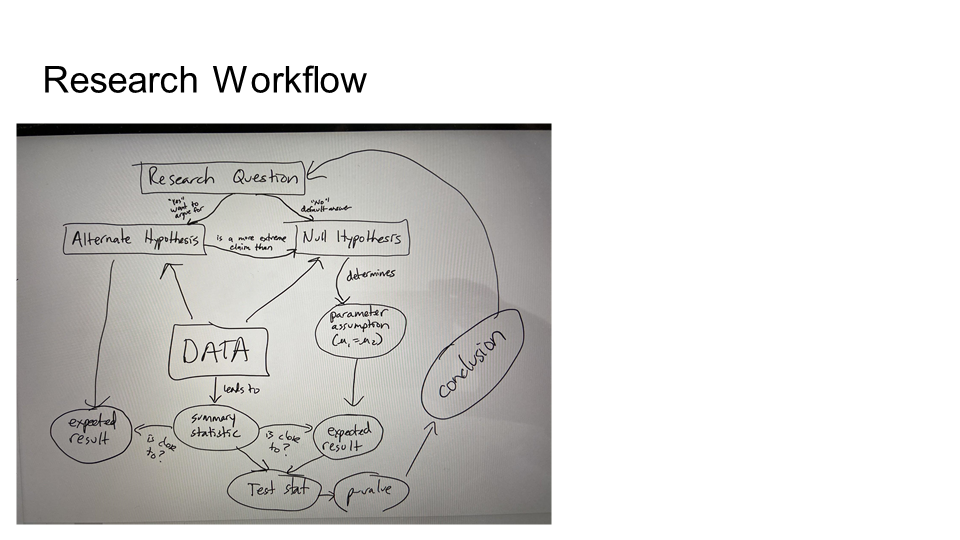 Research Workflow
Research Question
"Yes"
want to
argue for
"No"
default answer
Alternate Hypothesis
is a more extreme
claim than
Null Hypothesis
determines
parameter
assumption
(μ₁ = μ₂)
DATA
leads to
conclusion
expected
result
is close
to?
summary
statistic
is close
to?
expected
result
Test stat
p-value